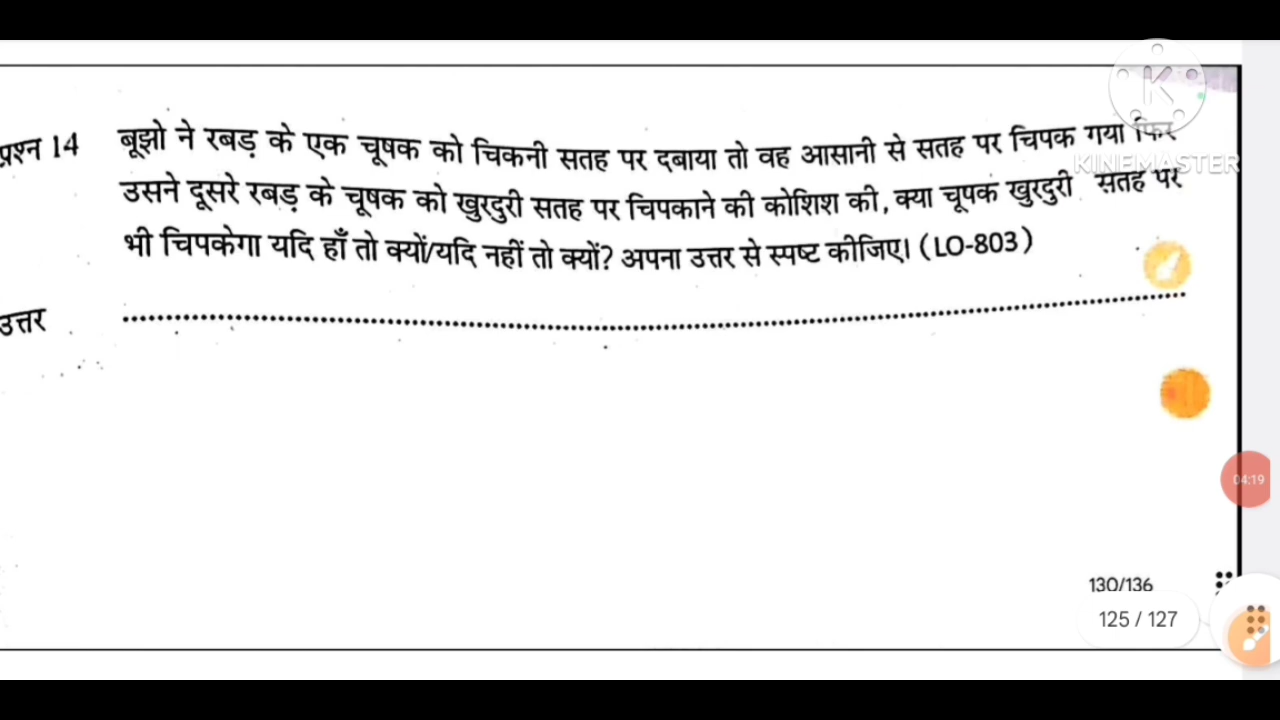 प्रश्न 14 बूझो ने रबड़ के एक चूषक को चिकनी सतह पर दबाया तो वह आसानी से सतह पर चिपक गया फिर
KINEMASTER
उसने दूसरे रबड़ के चूषक को खुरदुरी सतह पर चिपकाने की कोशिश की, क्या चूषक खुरदुरी सतह पर
भी चिपकेगा यदि हाँ तो क्यों/यदि नहीं तो क्यों? अपना उत्तर से स्पष्ट कीजिए। (LO-803)
उत्तर ........................................................................
04:19
130/136
125 / 127